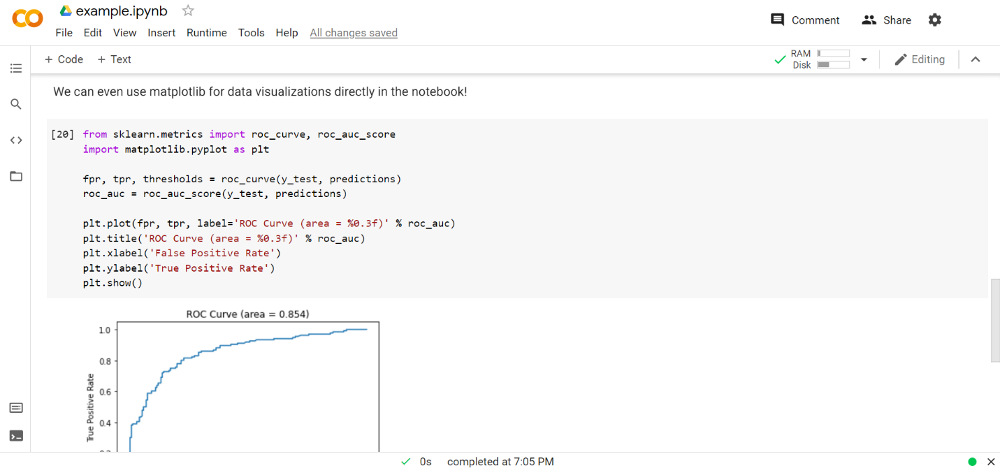 example.ipynb
File Edit View Insert Runtime Tools Help All changes saved
Comment Share
+ Code + Text
RAM
Disk
Editing
We can even use matplotlib for data visualizations directly in the notebook!
[20] from sklearn.metrics import roc_curve, roc_auc_score
import matplotlib.pyplot as plt
fpr, tpr, thresholds = roc_curve(y_test, predictions)
roc_auc = roc_auc_score(y_test, predictions)
plt.plot(fpr, tpr, label='ROC Curve (area = %0.3f)' % roc_auc)
plt.title('ROC Curve (area = %0.3f)' % roc_auc)
plt.xlabel('False Positive Rate')
plt.ylabel('True Positive Rate')
plt.show()
ROC Curve (area = 0.854)
1.0
0.8
0.6
0.4
True Positive Rate
0s completed at 7:05 PM